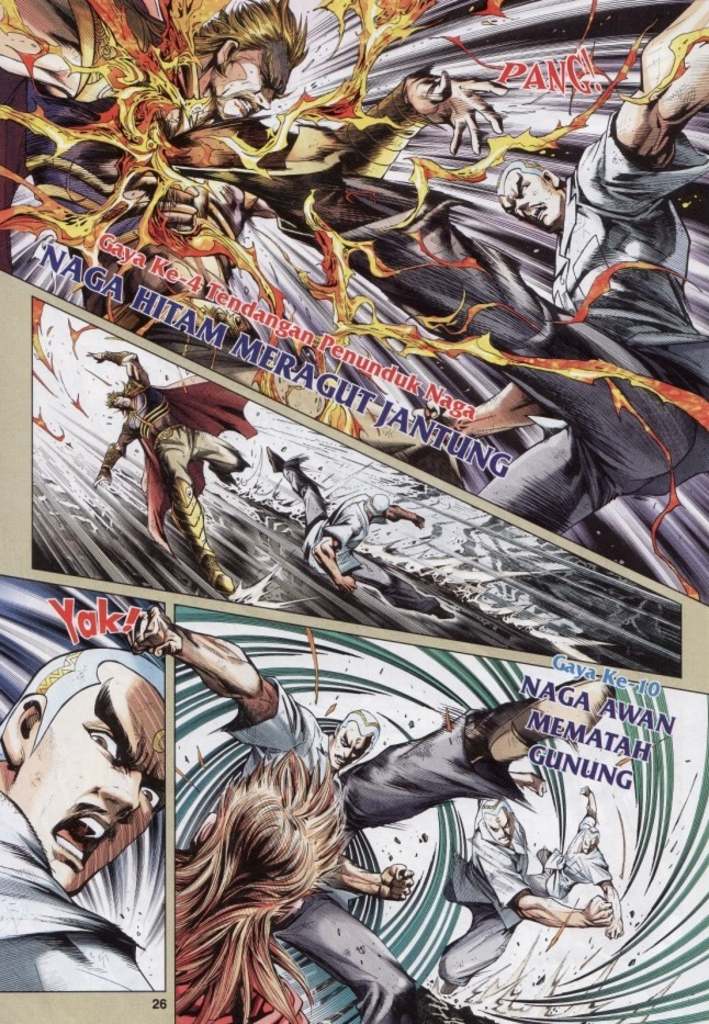 PANG!!
Gaya Ke-4 Tendangan Penunduk Naga
NAGA HITAM MERAGUT JANTUNG
Yak!
Gaya Ke-10
NAGA AWAN
MEMATAH
GUNUNG
26